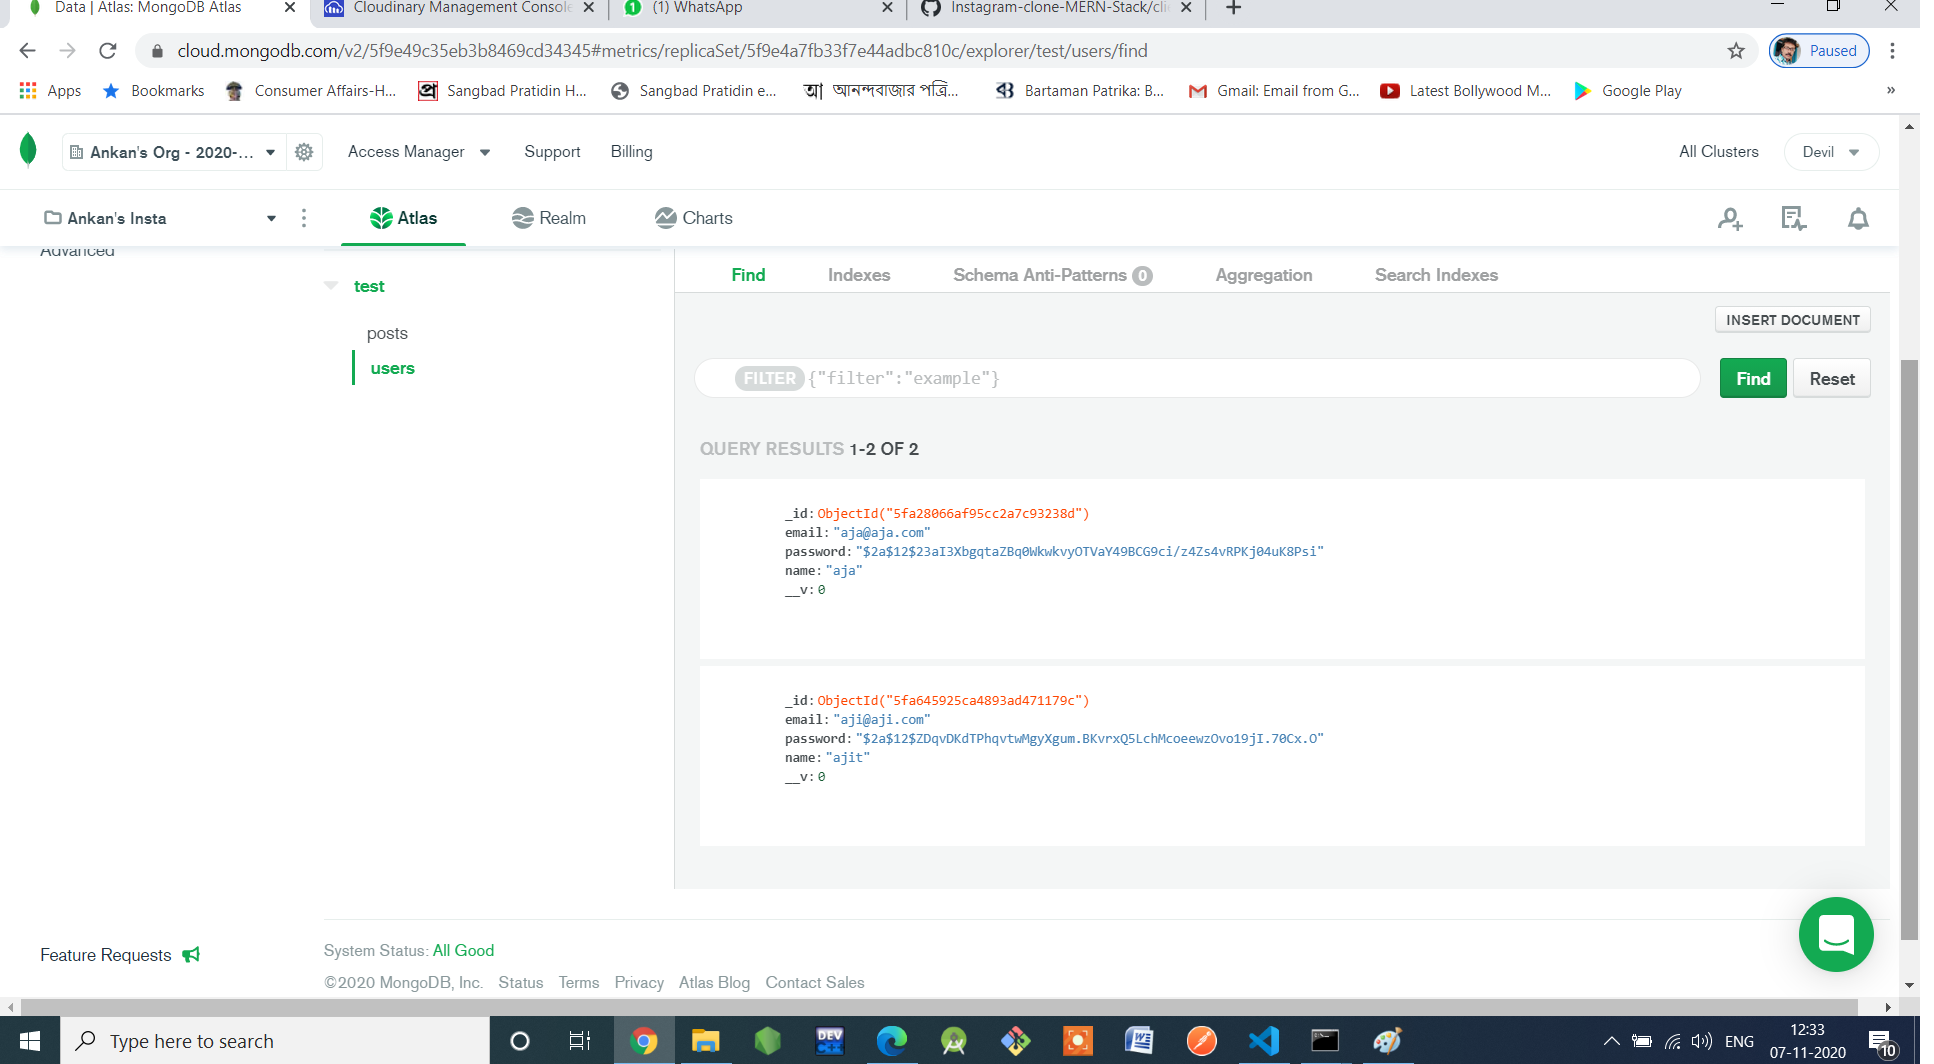 Data | Atlas: MongoDB Atlas
Cloudinary Management Console
(1) WhatsApp
Instagram-clone-MERN-Stack/clie
cloud.mongodb.com/v2/5f9e49c35eb3b8469cd34345#metrics/replicaSet/5f9e4a7fb33f7e44adbc810c/explorer/test/users/find
Paused
Apps Bookmarks Consumer Affairs-H... Sangbad Pratidin H... Sangbad Pratidin e... আনন্দবাজার পত্রি... Bartaman Patrika: B... Gmail: Email from G... Latest Bollywood M... Google Play »
Ankan's Org - 2020-... Access Manager Support Billing All Clusters Devil
Ankan's Insta Atlas Realm Charts
Advanced
test
posts
users
Find Indexes Schema Anti-Patterns 0 Aggregation Search Indexes
INSERT DOCUMENT
FILTER {"filter":"example"} Find Reset
QUERY RESULTS 1-2 OF 2
_id: ObjectId("5fa28066af95cc2a7c93238d")
email: "aja@aja.com"
password: "$2a$12$23aI3XbgqtaZBq0WkwkvyOTVaY49BCG9ci/z4Zs4vRPKj04uK8Psi"
name: "aja"
__v: 0
_id: ObjectId("5fa645925ca4893ad471179c")
email: "aji@aji.com"
password: "$2a$12$ZDqvDKdTPhqvtwMgyXgum.BKvrxQ5LchMcoeewzOvo19jI.70Cx.O"
name: "ajit"
__v: 0
Feature Requests
System Status: All Good
©2020 MongoDB, Inc. Status Terms Privacy Atlas Blog Contact Sales
Type here to search
DEV
ENG
12:33
07-11-2020
10